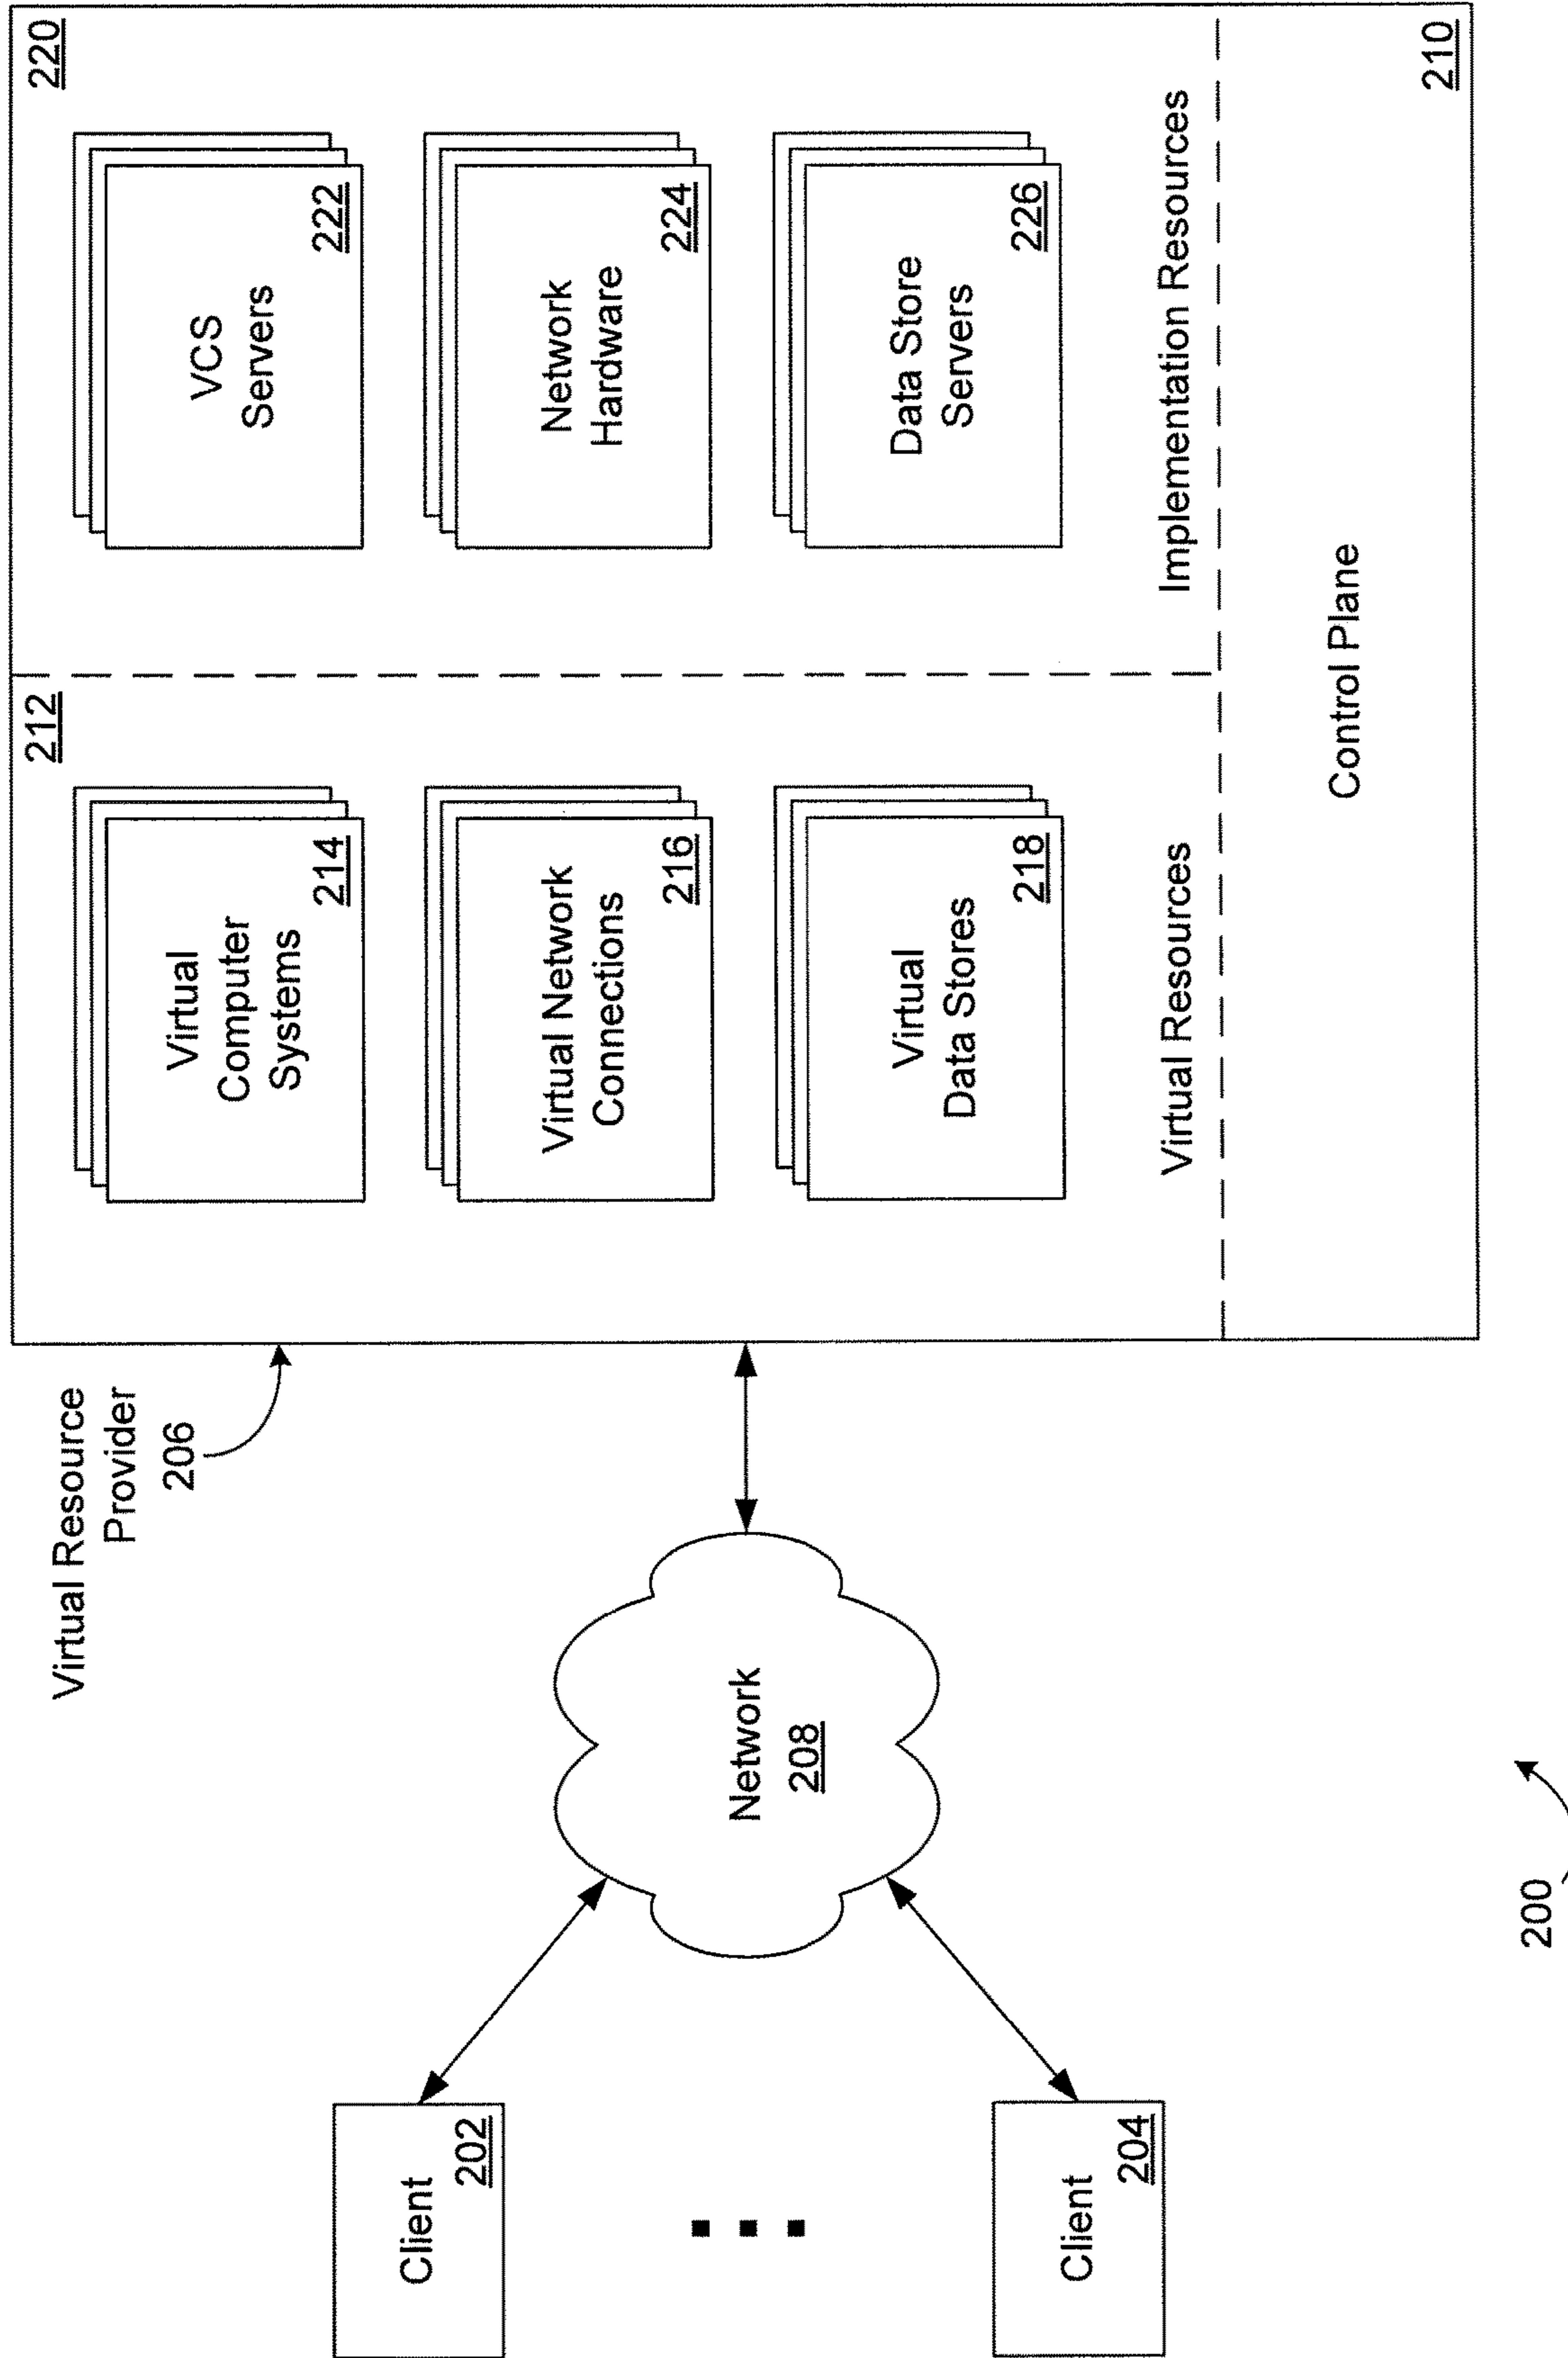 Virtual Resource
Provider
206
212
Virtual
Computer
Systems
214
Virtual Network
Connections
216
Virtual
Data Stores
218
Virtual Resources
220
VCS
Servers
222
Network
Hardware
224
Data Store
Servers
226
Implementation Resources
Control Plane
210
Client
202
Network
208
Client
204
200